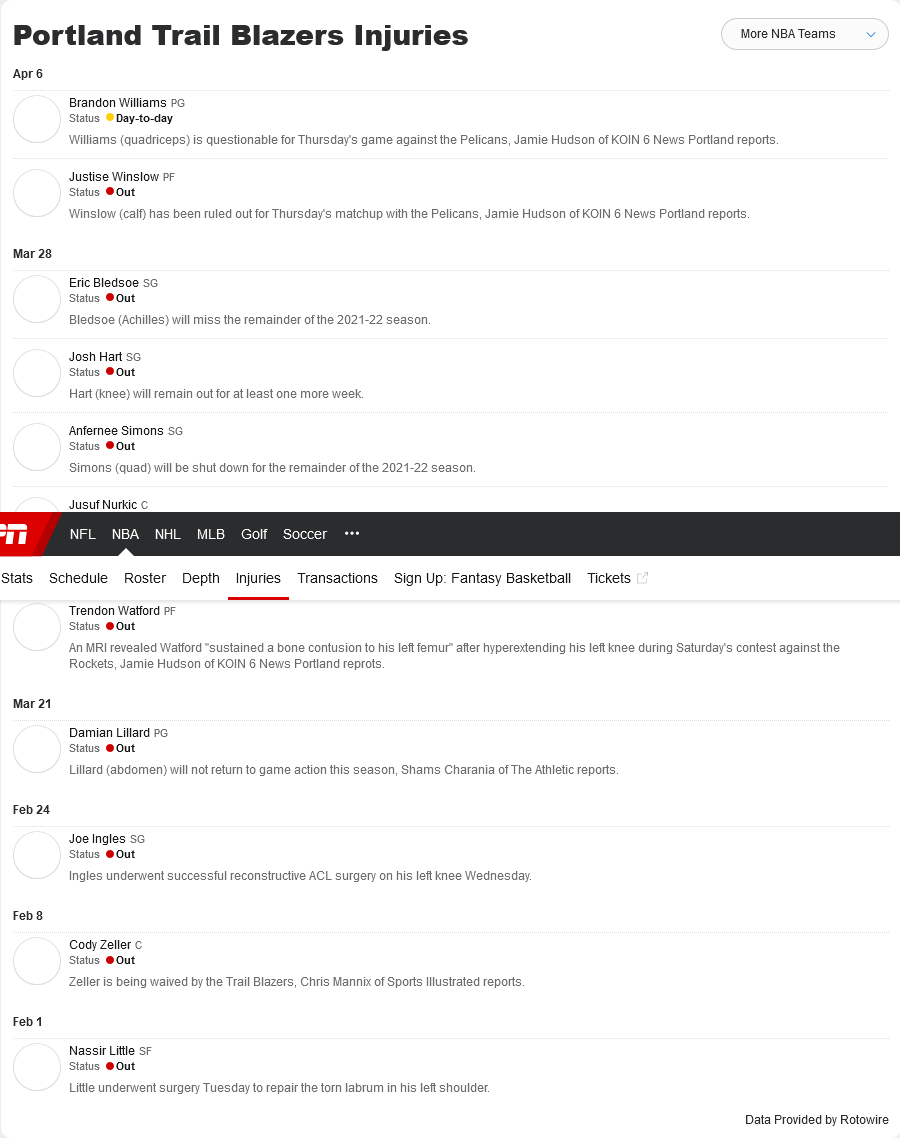 Portland Trail Blazers Injuries
More NBA Teams
Apr 6
Brandon Williams PG
Status Day-to-day
Williams (quadriceps) is questionable for Thursday's game against the Pelicans, Jamie Hudson of KOIN 6 News Portland reports.
Justise Winslow PF
Status Out
Winslow (calf) has been ruled out for Thursday's matchup with the Pelicans, Jamie Hudson of KOIN 6 News Portland reports.
Mar 28
Eric Bledsoe SG
Status Out
Bledsoe (Achilles) will miss the remainder of the 2021-22 season.
Josh Hart SG
Status Out
Hart (knee) will remain out for at least one more week.
Anfernee Simons SG
Status Out
Simons (quad) will be shut down for the remainder of the 2021-22 season.
Jusuf Nurkic C
PN NFL NBA NHL MLB Golf Soccer •••
Stats Schedule Roster Depth Injuries Transactions Sign Up: Fantasy Basketball Tickets
Trendon Watford PF
Status Out
An MRI revealed Watford "sustained a bone contusion to his left femur" after hyperextending his left knee during Saturday's contest against the
Rockets, Jamie Hudson of KOIN 6 News Portland reprots.
Mar 21
Damian Lillard PG
Status Out
Lillard (abdomen) will not return to game action this season, Shams Charania of The Athletic reports.
Feb 24
Joe Ingles SG
Status Out
Ingles underwent successful reconstructive ACL surgery on his left knee Wednesday.
Feb 8
Cody Zeller C
Status Out
Zeller is being waived by the Trail Blazers, Chris Mannix of Sports Illustrated reports.
Feb 1
Nassir Little SF
Status Out
Little underwent surgery Tuesday to repair the torn labrum in his left shoulder.
Data Provided by Rotowire